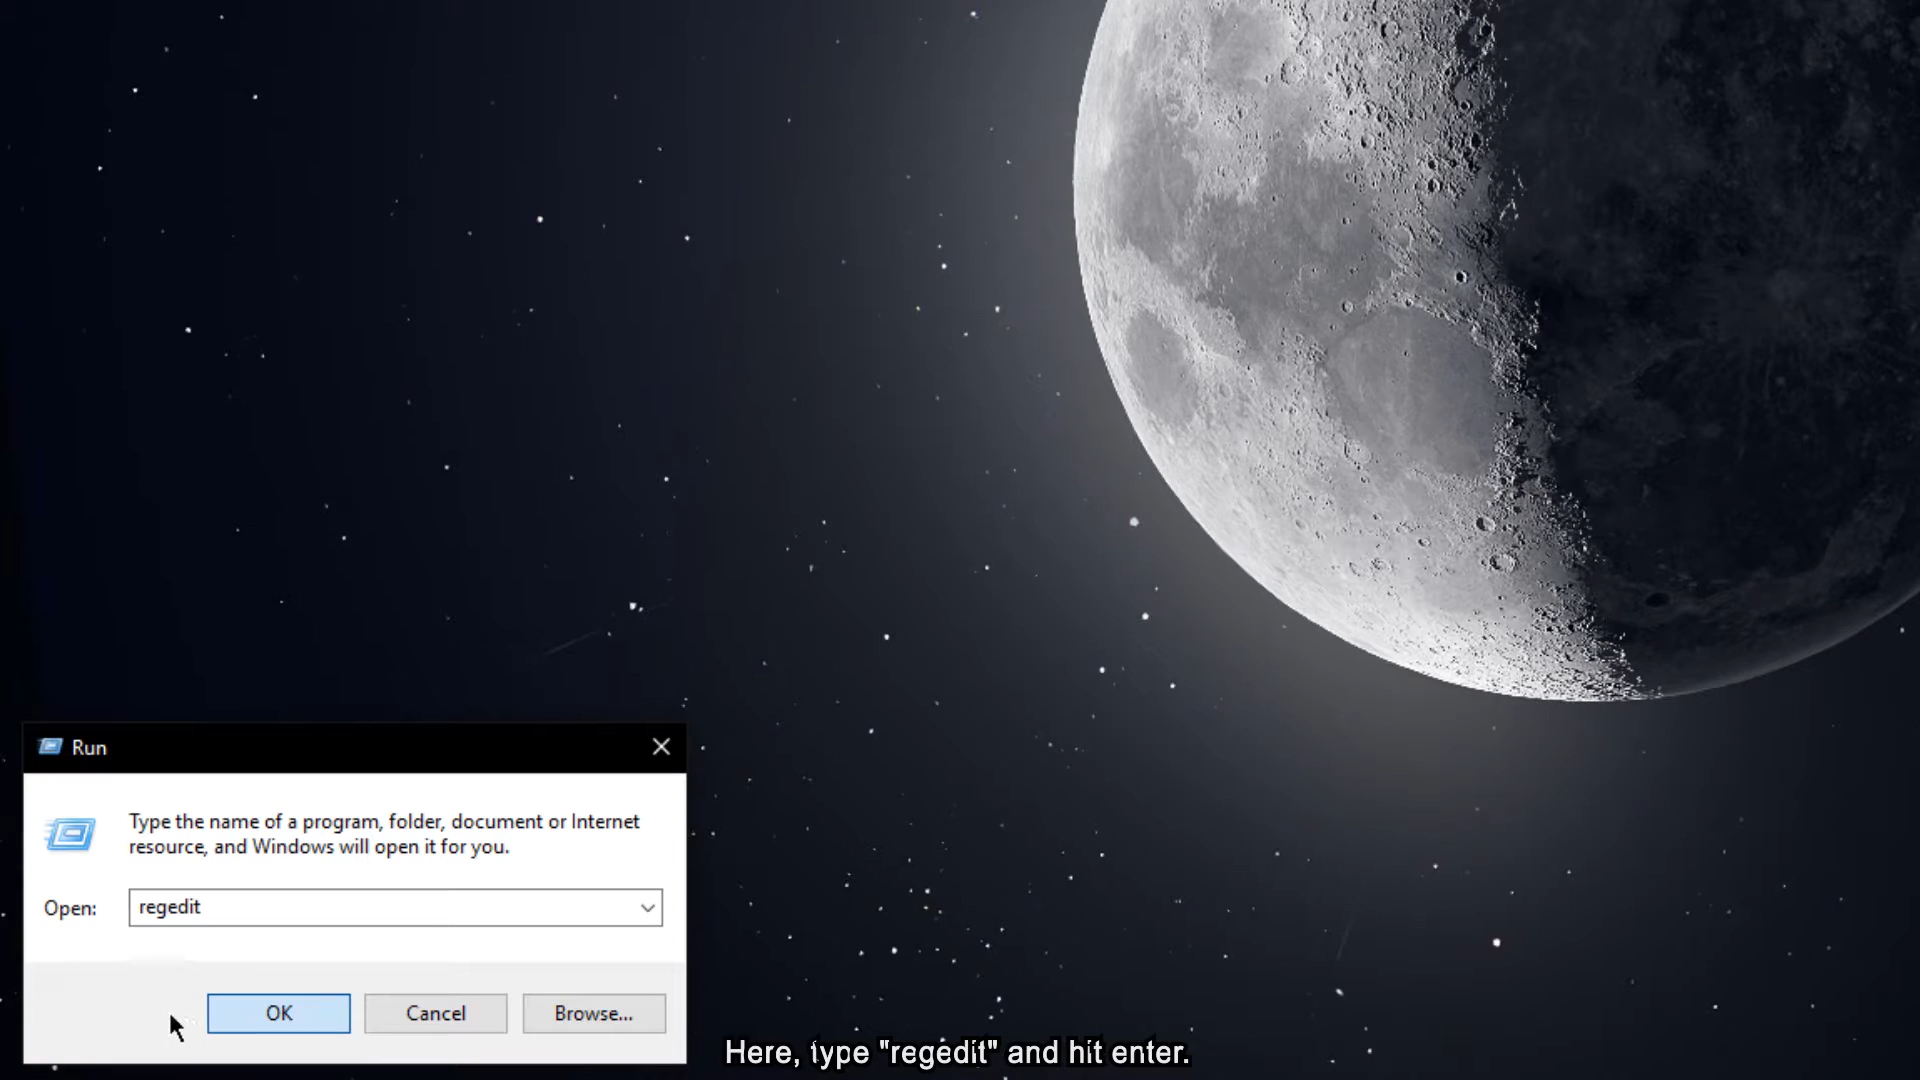 Run
Type the name of a program, folder, document or Internet
resource, and Windows will open it for you.
Open:
regedit
OK
Cancel
Browse...
Here, type "regedit" and hit enter.